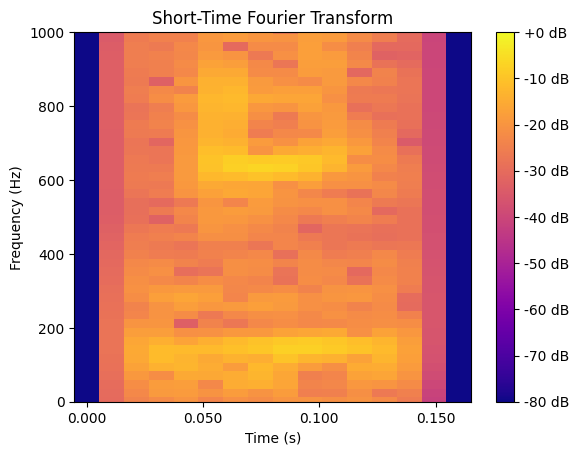 Short-Time Fourier Transform
1000
800
600
400
200
0
Frequency (Hz)
0.000
0.050
0.100
0.150
Time (s)
+0 dB
-10 dB
-20 dB
-30 dB
-40 dB
-50 dB
-60 dB
-70 dB
-80 dB